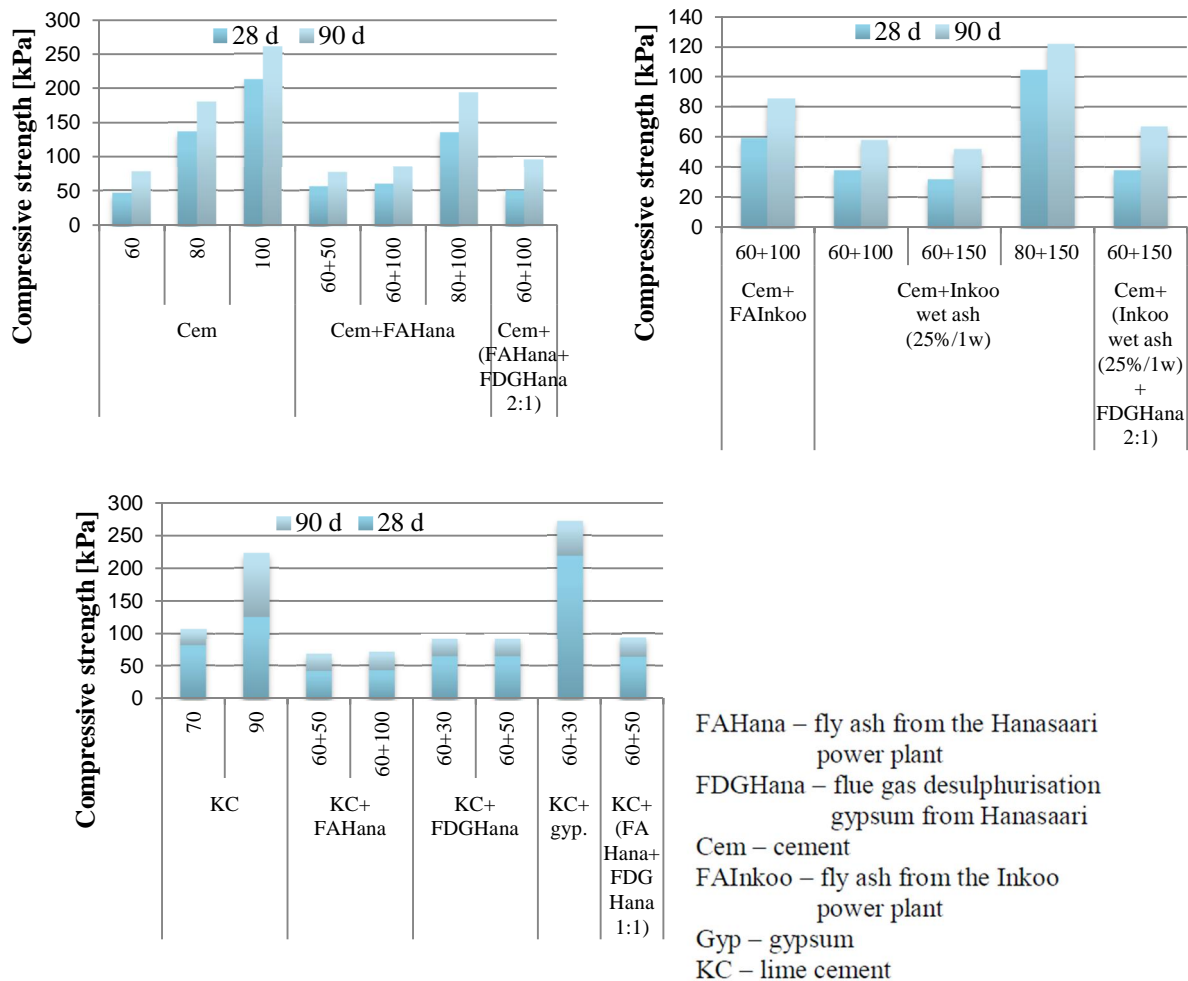 Compressive strength [kPa]
300
250
200
150
100
50
0
28 d 90 d
60 80 100 60+50 60+100 80+100 60+100
Cem Cem+FAHana Cem+
(FAHana+
FDGHana
2:1)
Compressive strength [kPa]
140
120
100
80
60
40
20
0
28 d 90 d
60+100 60+100 60+150 80+150 60+150
Cem+
FAInkoo
Cem+Inkoo
wet ash
(25%/1w)
Cem+
(Inkoo
wet ash
(25%/1w)
+
FDGHana
2:1)
Compressive strength [kPa]
300
250
200
150
100
50
0
90 d 28 d
70 90 60+50 60+100 60+30 60+50 60+30 60+50
KC
KC+
FAHana
KC+
FDGHana
KC+
gyp.
KC+
(FA
Hana+
FDG
Hana
1:1)
FAHana – fly ash from the Hanasaari
power plant
FDGHana – flue gas desulphurisation
gypsum from Hanasaari
Cem – cement
FAInkoo – fly ash from the Inkoo
power plant
Gyp – gypsum
KC – lime cement